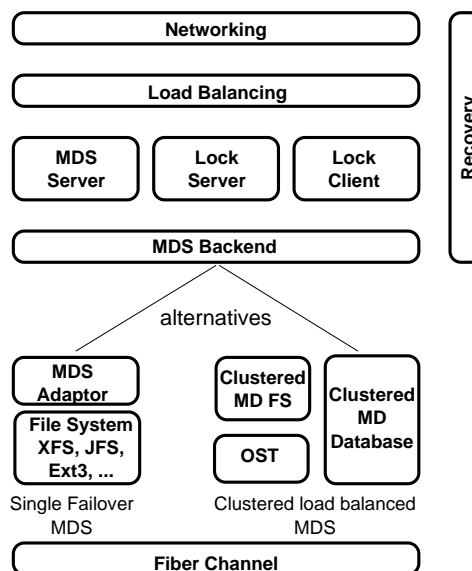 Networking
Load Balancing
MDS
Server
Lock
Server
Lock
Client
MDS Backend
Recovery
alternatives
MDS
Adaptor
File System
XFS, JFS,
Ext3, ...
Single Failover
MDS
Clustered
MD FS
OST
Clustered
MD
Database
Clustered load balanced
MDS
Fiber Channel